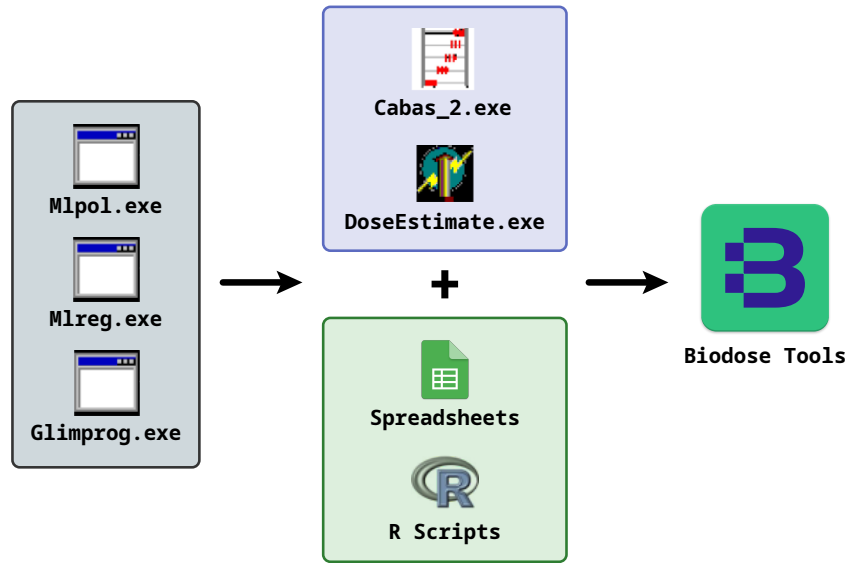 Mlpol.exe
Mlreg.exe
Glimprog.exe
Cabas_2.exe
DoseEstimate.exe
+
Spreadsheets
R
R Scripts
Biodose Tools